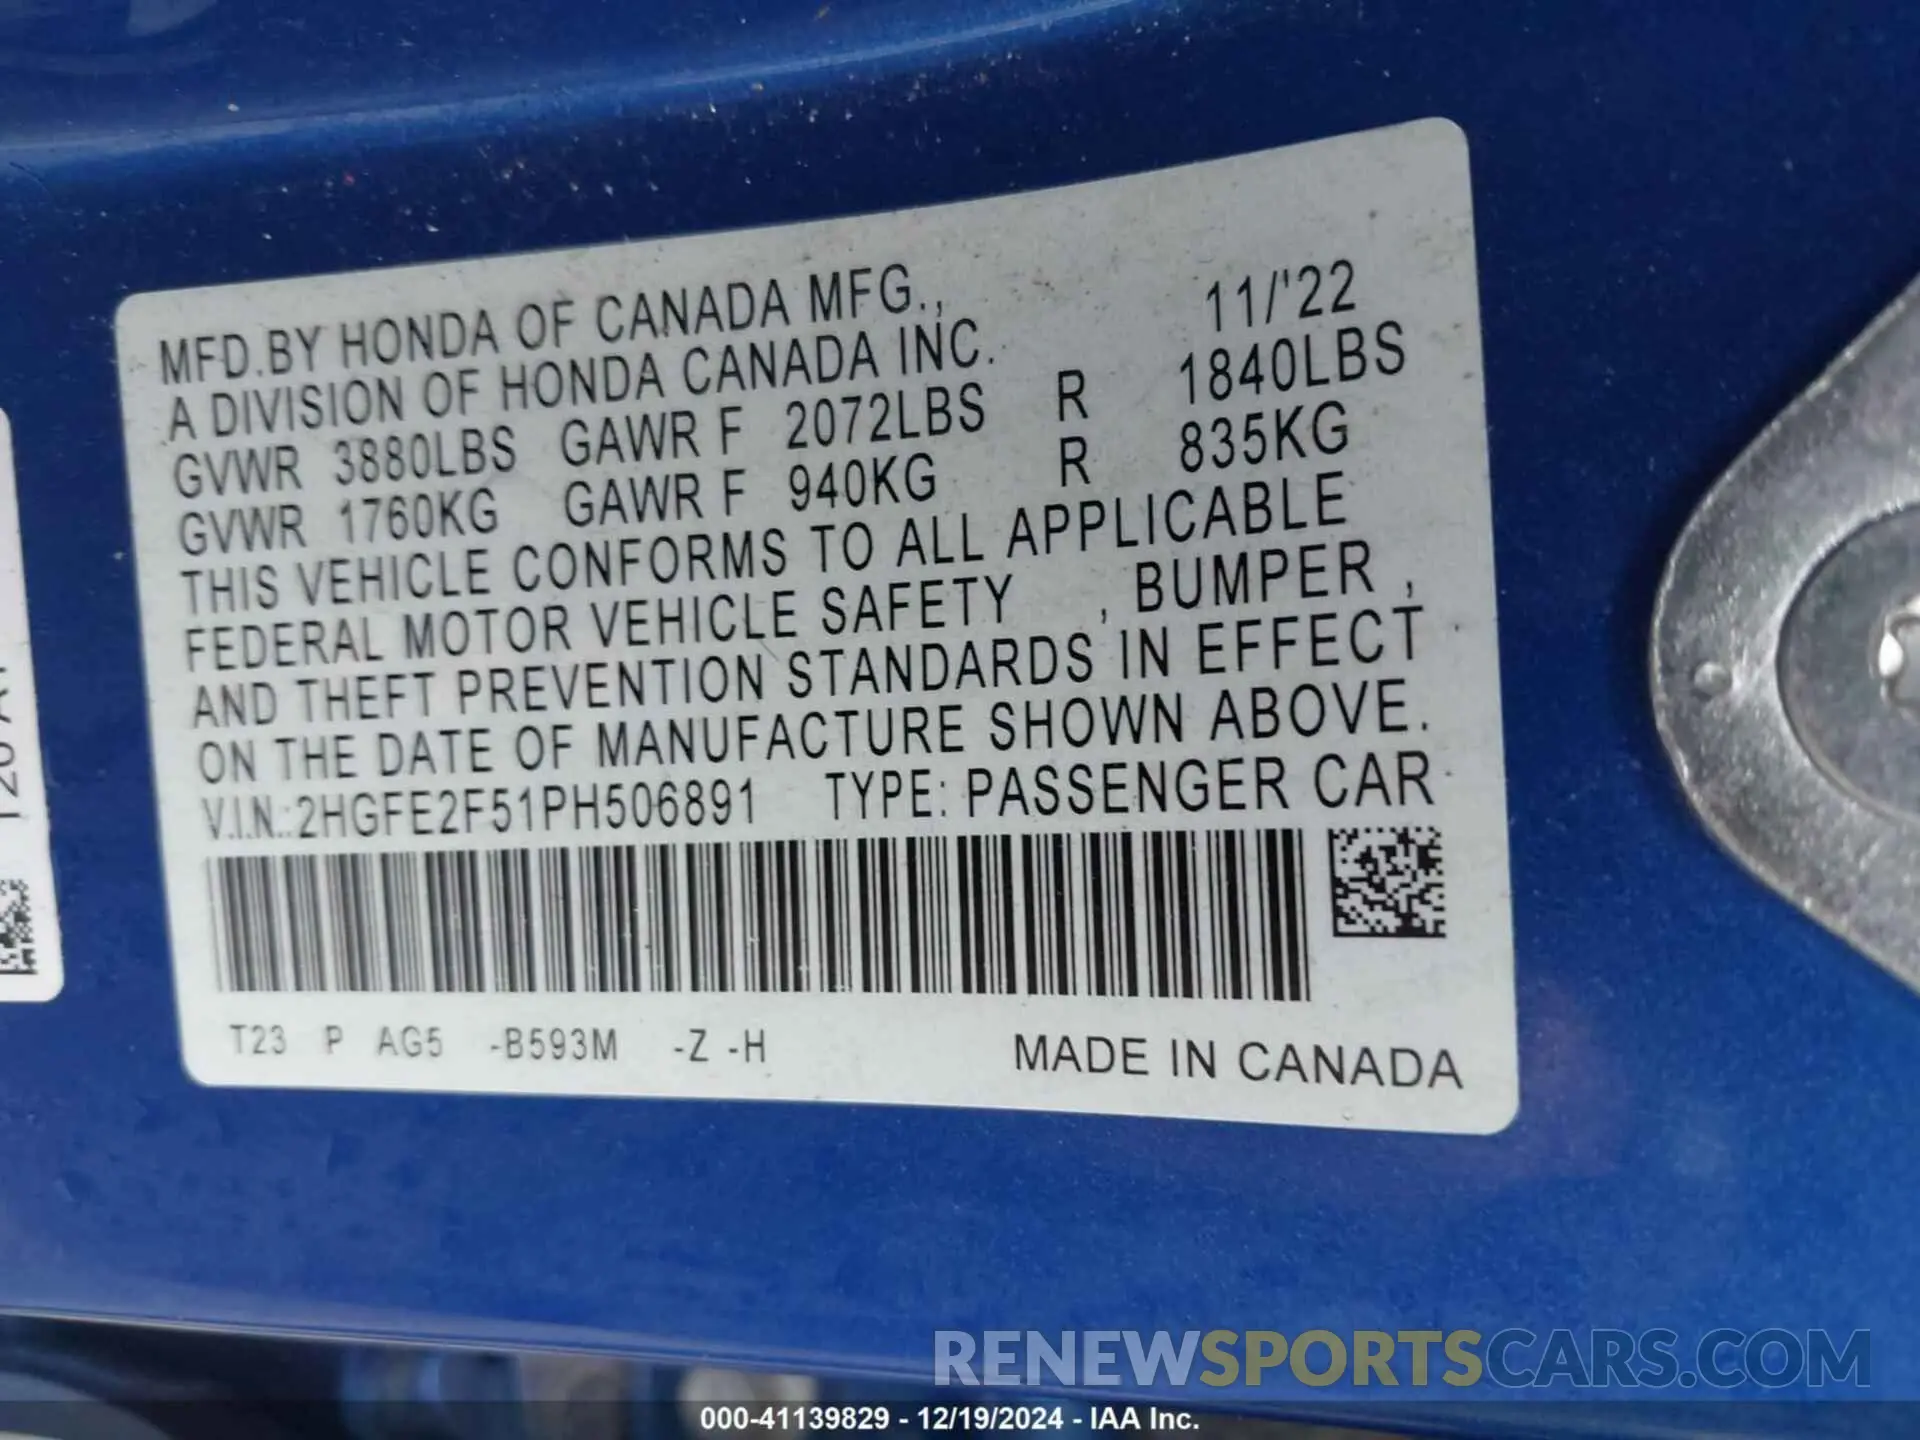 MFD.BY HONDA OF CANADA MFG., 11/'22
A DIVISION OF HONDA CANADA INC.
GVWR 3880LBS GAWR F 2072LBS R 1840LBS
GVWR 1760KG GAWR F 940KG R 835KG
THIS VEHICLE CONFORMS TO ALL APPLICABLE
FEDERAL MOTOR VEHICLE SAFETY , BUMPER ,
AND THEFT PREVENTION STANDARDS IN EFFECT
ON THE DATE OF MANUFACTURE SHOWN ABOVE.
V.I.N.:2HGFE2F51PH506891 TYPE: PASSENGER CAR
T23 P AG5 -B593M -Z -H MADE IN CANADA
RENEWSPORTSCARS.COM
000-41139829 - 12/19/2024 - IAA Inc.